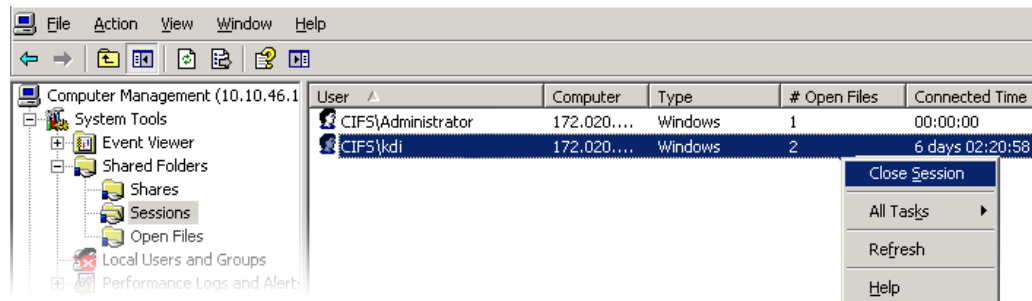 File Action View Window Help
Computer Management (10.10.46.1
System Tools
Event Viewer
Shared Folders
Shares
Sessions
Open Files
Local Users and Groups
Performance Logs and Alert
User Computer Type # Open Files Connected Time
CIFS\Administrator 172.020.... Windows 1 00:00:00
CIFS\kdi 172.020.... Windows 2 6 days 02:20:58
Close Session
All Tasks
Refresh
Help